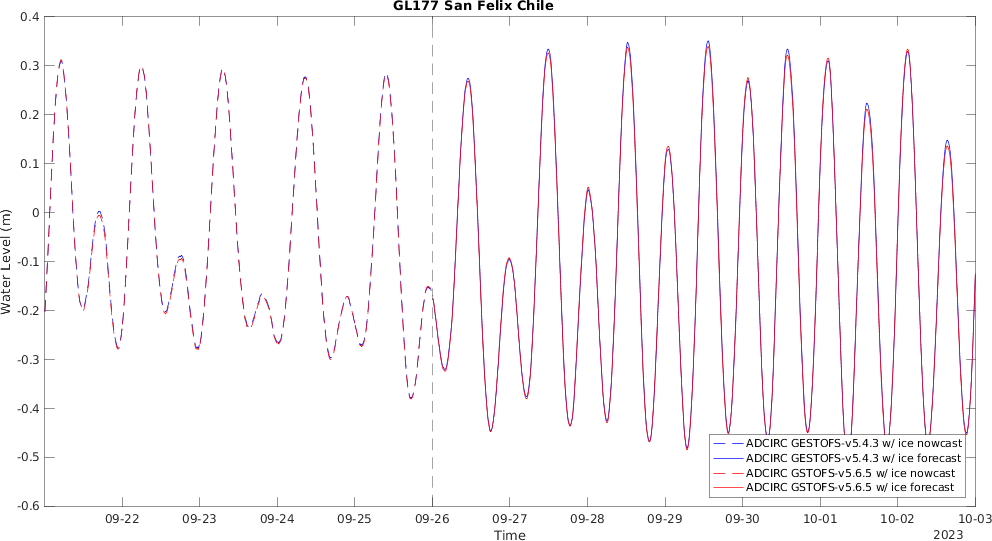 GL177 San Felix Chile
0.4
0.3
0.2
0.1
0
-0.1
-0.2
-0.3
-0.4
-0.5
-0.6
Water Level (m)
ADCIRC GESTOFS-v5.4.3 w/ ice nowcast
ADCIRC GESTOFS-v5.4.3 w/ ice forecast
ADCIRC GSTOFS-v5.6.5 w/ ice nowcast
ADCIRC GSTOFS-v5.6.5 w/ ice forecast
09-22 09-23 09-24 09-25 09-26 09-27 09-28 09-29 09-30 10-01 10-02 10-03
Time
2023